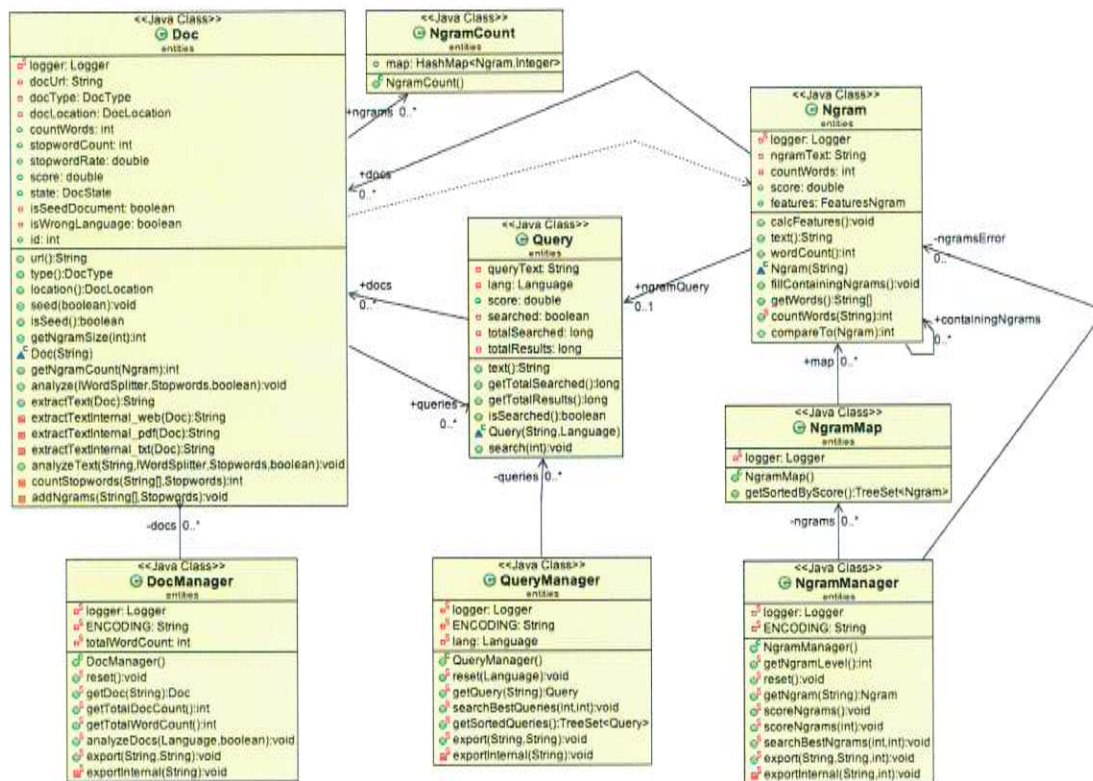 <<Java Class>>
Doc
entities
logger: Logger
docUrl: String
docType: DocType
docLocation: DocLocation
countWords: int
stopwordCount: int
stopwordRate: double
score: double
state: DocState
isSeedDocument: boolean
isWrongLanguage: boolean
id: int
url():String
type():DocType
location():DocLocation
seed(boolean):void
isSeed():boolean
getNgramSize(int):int
Doc(String)
getNgramCount(Ngram):int
analyze(IWordSplitter,Stopwords,boolean):void
extractText(Doc):String
extractTextInternal_web(Doc):String
extractTextInternal_pdf(Doc):String
extractTextInternal_txt(Doc):String
analyzeText(String,IWordSplitter,Stopwords,boolean):void
countStopwords(String[],Stopwords):int
addNgrams(String[],Stopwords):void
<<Java Class>>
NgramCount
entities
map: HashMap<Ngram,Integer>
NgramCount()
+ngrams 0..*
+docs
0..*
<<Java Class>>
Ngram
entities
logger: Logger
ngramText: String
countWords: int
score: double
features: FeaturesNgram
calcFeatures():void
text():String
wordCount():int
Ngram(String)
fillContainingNgrams():void
getWords():String[]
countWords(String):int
compareTo(Ngram):int
<<Java Class>>
Query
entities
queryText: String
lang: Language
score: double
searched: boolean
totalSearched: long
totalResults: long
text():String
getTotalSearched():long
getTotalResults():long
isSearched():boolean
Query(String,Language)
search(int):void
+docs
0..*
+ngramQuery
0..1
-ngramsError
0..*
+containingNgrams
0..*
+queries
0..*
+map 0..*
<<Java Class>>
NgramMap
entities
logger: Logger
NgramMap()
getSortedByScore():TreeSet<Ngram>
-docs 0..*
-queries 0..*
-ngrams 0..*
<<Java Class>>
DocManager
entities
logger: Logger
ENCODING: String
totalWordCount: int
DocManager()
reset():void
getDoc(String):Doc
getTotalDocCount():int
getTotalWordCount():int
analyzeDocs(Language,boolean):void
export(String,String):void
exportInternal(String):void
<<Java Class>>
QueryManager
entities
logger: Logger
ENCODING: String
lang: Language
QueryManager()
reset(Language):void
getQuery(String):Query
searchBestQueries(int,int):void
getSortedQueries():TreeSet<Query>
export(String,String):void
exportInternal(String):void
<<Java Class>>
NgramManager
entities
logger: Logger
ENCODING: String
NgramManager()
getNgramLevel():int
reset():void
getNgram(String):Ngram
scoreNgrams():void
scoreNgrams(int):void
searchBestNgrams(int,int):void
export(String,String,int):void
exportInternal(String,int):void